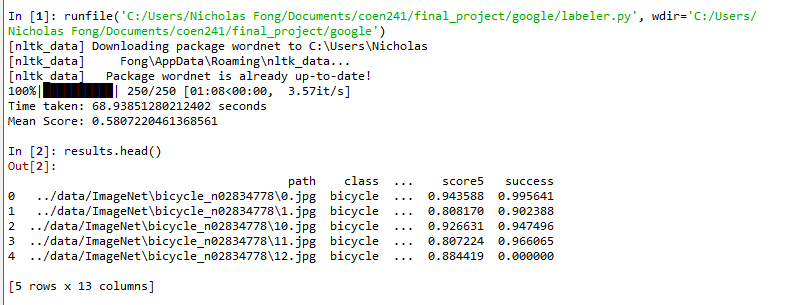 In [1]: runfile('C:/Users/Nicholas Fong/Documents/coen241/final_project/google/labeler.py', wdir='C:/Users/
Nicholas Fong/Documents/coen241/final_project/google')
[nltk_data] Downloading package wordnet to C:\Users\Nicholas
[nltk_data]     Fong\AppData\Roaming\nltk_data...
[nltk_data]   Package wordnet is already up-to-date!
100%|██████████| 250/250 [01:08<00:00,  3.57it/s]
Time taken: 68.93851280212402 seconds
Mean Score: 0.5807220461368561
In [2]: results.head()
Out[2]:
path     class  ...    score5   success
0   ../data/ImageNet\bicycle_n02834778\0.jpg  bicycle  ...  0.943588  0.995641
1   ../data/ImageNet\bicycle_n02834778\1.jpg  bicycle  ...  0.808170  0.902388
2  ../data/ImageNet\bicycle_n02834778\10.jpg  bicycle  ...  0.926631  0.947496
3  ../data/ImageNet\bicycle_n02834778\11.jpg  bicycle  ...  0.807224  0.966065
4  ../data/ImageNet\bicycle_n02834778\12.jpg  bicycle  ...  0.884419  0.000000
[5 rows x 13 columns]